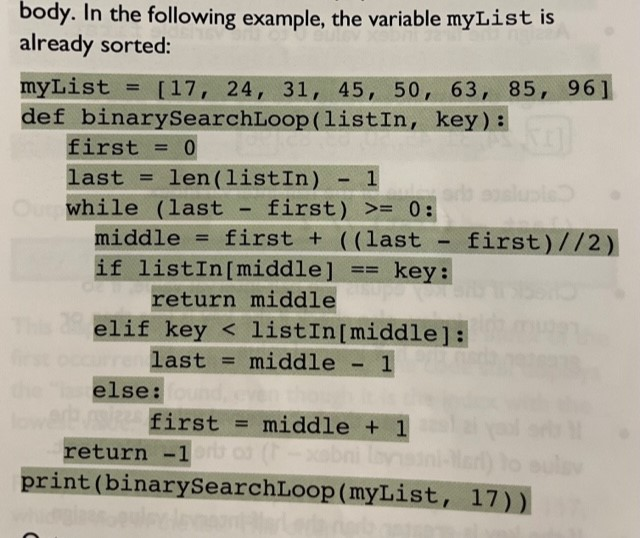 body. In the following example, the variable myList is
already sorted:
myList = [17, 24, 31, 45, 50, 63, 85, 96]
def binarySearchLoop(listIn, key):
    first = 0
    last = len(listIn) - 1
    while (last - first) >= 0:
        middle = first + ((last - first)//2)
        if listIn[middle] == key:
            return middle
        elif key < listIn[middle]:
            last = middle - 1
        else:
            first = middle + 1
    return -1
print(binarySearchLoop(myList, 17))